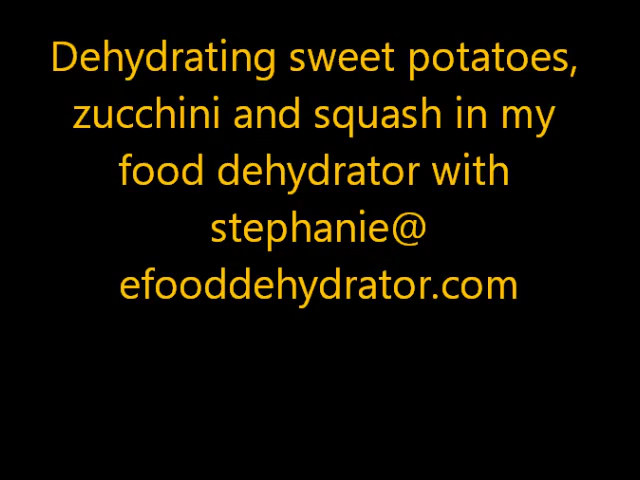 Dehydrating sweet potatoes,
zucchini and squash in my
food dehydrator with
stephanie@
efooddehydrator.com